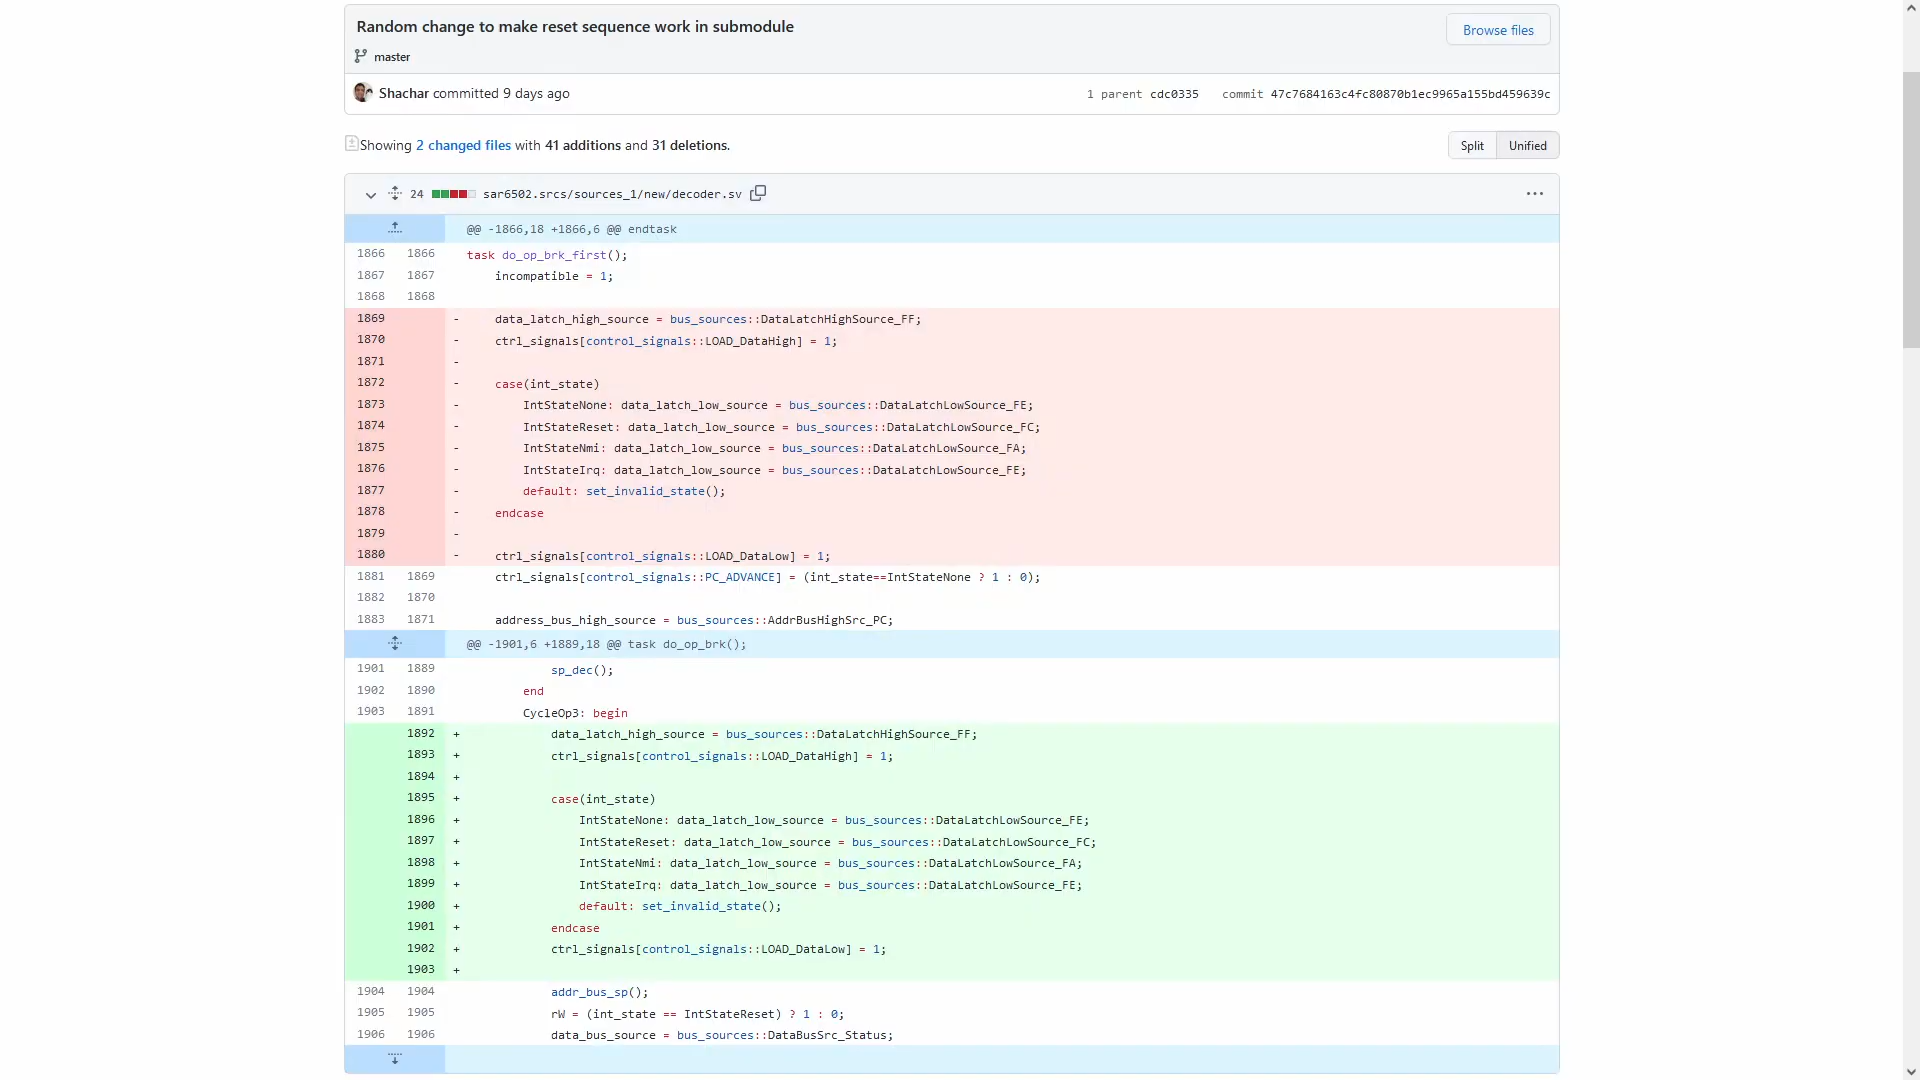 Random change to make reset sequence work in submodule
Browse files
master
Shachar committed 9 days ago
1 parent cdc0335 commit 47c7684163c4fc80870b1ec9965a155bd459639c
Showing 2 changed files with 41 additions and 31 deletions.
Split Unified
24 sar6502.srcs/sources_1/new/decoder.sv
@@ -1866,18 +1866,6 @@ endtask
1866 1866 task do_op_brk_first();
1867 1867 incompatible = 1;
1868 1868
1869 - data_latch_high_source = bus_sources::DataLatchHighSource_FF;
1870 - ctrl_signals[control_signals::LOAD_DataHigh] = 1;
1871 -
1872 - case(int_state)
1873 - IntStateNone: data_latch_low_source = bus_sources::DataLatchLowSource_FE;
1874 - IntStateReset: data_latch_low_source = bus_sources::DataLatchLowSource_FC;
1875 - IntStateNmi: data_latch_low_source = bus_sources::DataLatchLowSource_FA;
1876 - IntStateIrq: data_latch_low_source = bus_sources::DataLatchLowSource_FE;
1877 - default: set_invalid_state();
1878 - endcase
1879 -
1880 - ctrl_signals[control_signals::LOAD_DataLow] = 1;
1881 1869 ctrl_signals[control_signals::PC_ADVANCE] = (int_state==IntStateNone ? 1 : 0);
1882 1870
1883 1871 address_bus_high_source = bus_sources::AddrBusHighSrc_PC;
@@ -1901,6 +1889,18 @@ task do_op_brk();
1901 1889 sp_dec();
1902 1890 end
1903 1891 CycleOp3: begin
1892 + data_latch_high_source = bus_sources::DataLatchHighSource_FF;
1893 + ctrl_signals[control_signals::LOAD_DataHigh] = 1;
1894 +
1895 + case(int_state)
1896 + IntStateNone: data_latch_low_source = bus_sources::DataLatchLowSource_FE;
1897 + IntStateReset: data_latch_low_source = bus_sources::DataLatchLowSource_FC;
1898 + IntStateNmi: data_latch_low_source = bus_sources::DataLatchLowSource_FA;
1899 + IntStateIrq: data_latch_low_source = bus_sources::DataLatchLowSource_FE;
1900 + default: set_invalid_state();
1901 + endcase
1902 + ctrl_signals[control_signals::LOAD_DataLow] = 1;
1903 +
1904 1904 addr_bus_sp();
1905 1905 rW = (int_state == IntStateReset) ? 1 : 0;
1906 1906 data_bus_source = bus_sources::DataBusSrc_Status;